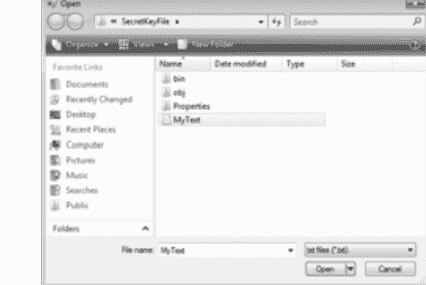 Open
SecretKeyFile
Search
Organize Views New Folder
Favorite Links
Name Date modified Type Size
Documents
Recently Changed
Desktop
Recent Places
Computer
Pictures
Music
Searches
Public
bin
obj
Properties
MyText
Folders
File name: MyText
txt files (*.txt)
Open Cancel